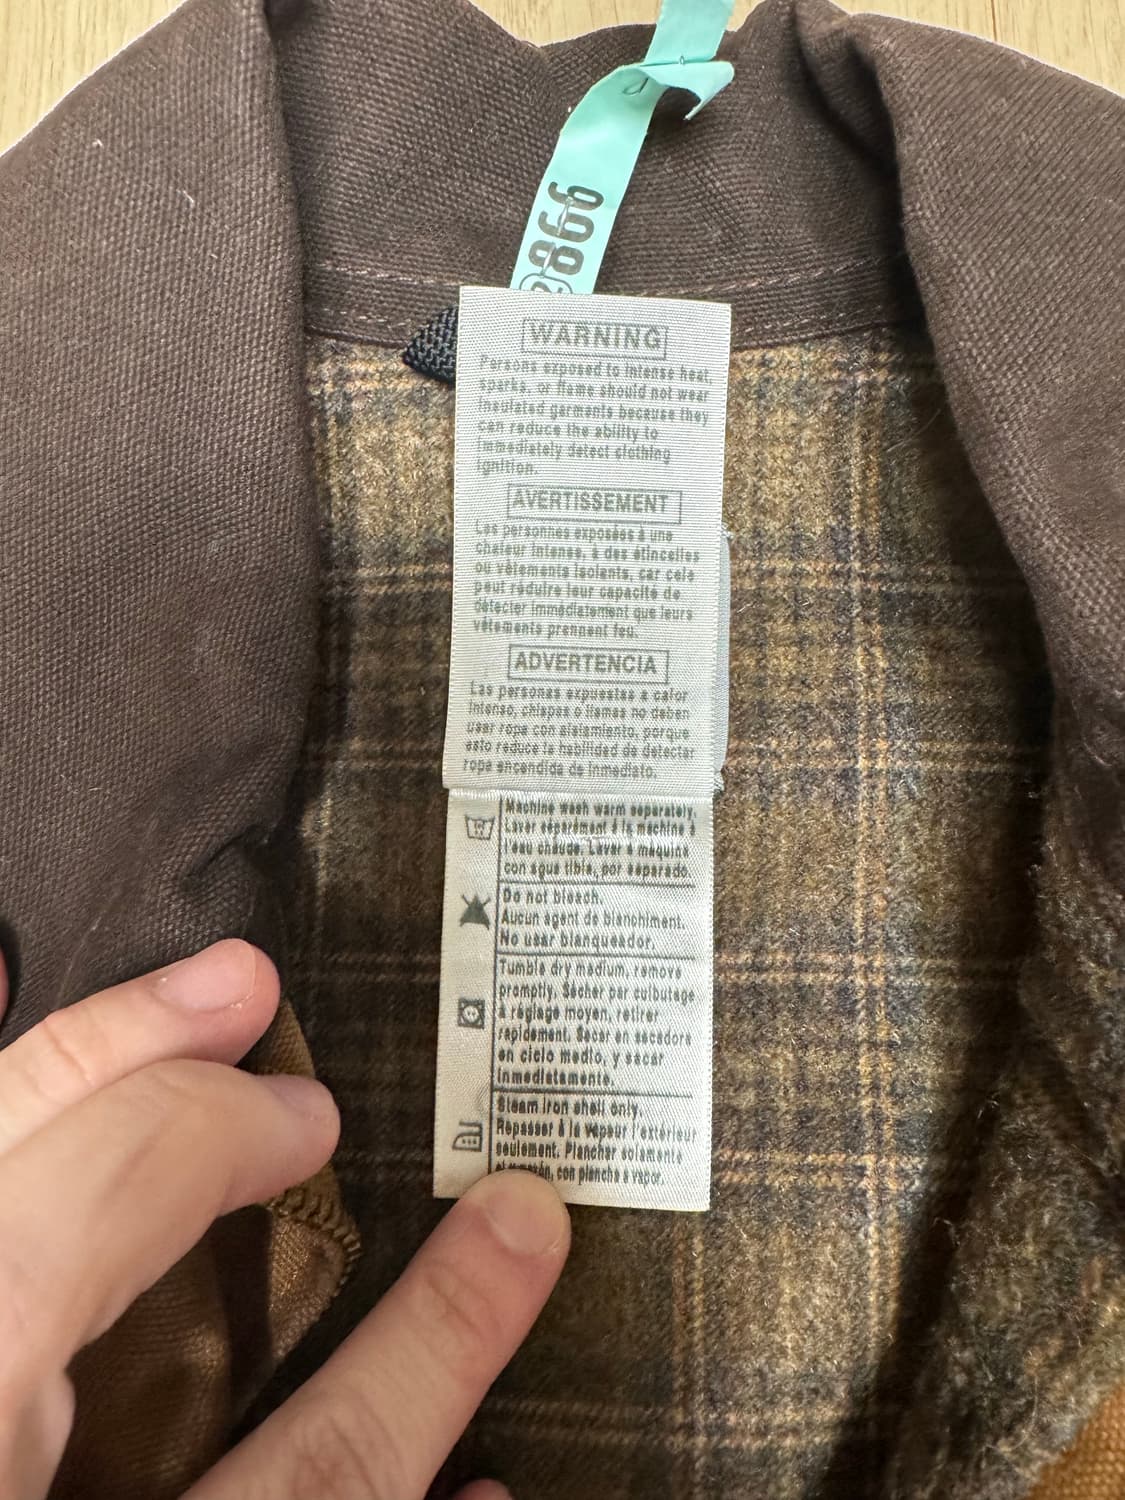 866
WARNING
Persons exposed to intense heat,
sparks, or flame should not wear
insulated garments because they
can reduce the ability to
immediately detect clothing
ignition.
AVERTISSEMENT
Les personnes exposées à une
chaleur intense, à des étincelles
ou vêtements isolants, car cela
peut réduire leur capacité de
détecter immédiatement que leurs
vêtements prennent feu.
ADVERTENCIA
Las personas expuestas a calor
intenso, chispas o llamas no deben
usar ropa con aislamiento, porque
esto reduce la habilidad de detectar
ropa encendida de inmediato.
Machine wash warm separately.
Laver séparément à la machine à
l'eau chaude. Lavar a máquina
con agua tibia, por separado.
Do not bleach.
Aucun agent de blanchiment.
No usar blanqueador.
Tumble dry medium, remove
promptly. Sécher par culbutage
à réglage moyen, retirer
rapidement. Secar en secadora
en ciclo medio, y sacar
inmediatamente.
Steam iron shell only.
Repasser à la vapeur l'extérieur
seulement. Planchar solamente
con plancha a vapor.